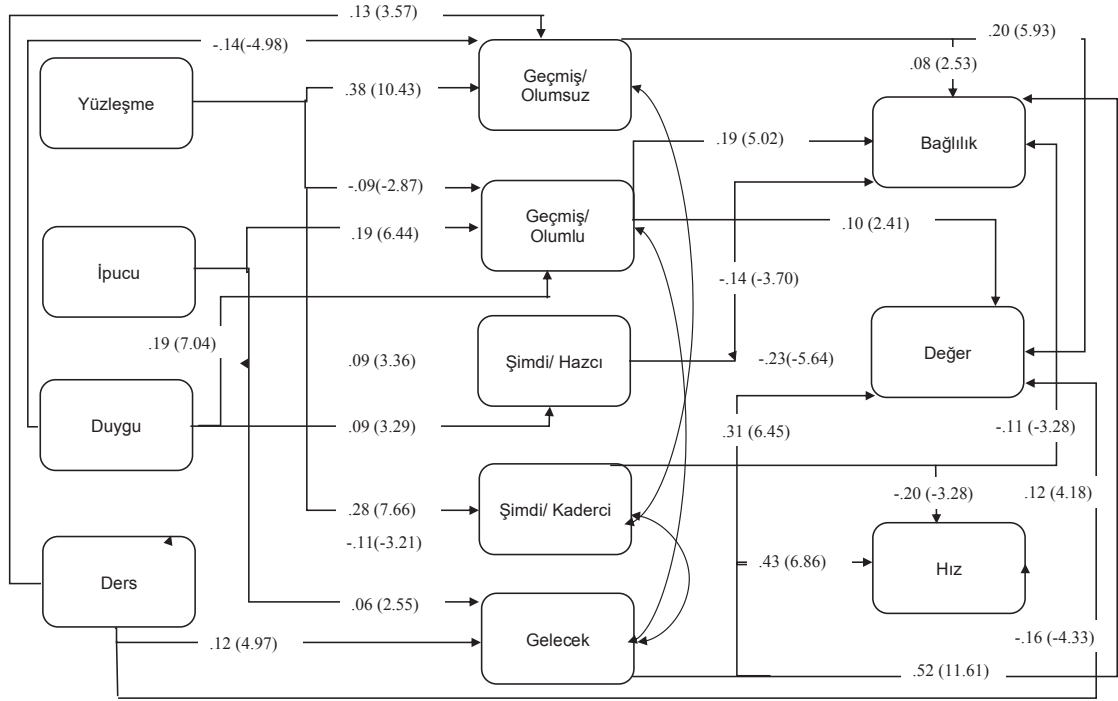 .13 (3.57)
.20 (5.93)
-.14(-4.98)
.08 (2.53)
Geçmiş/
Olumsuz
Yüzleşme
.38 (10.43)
.19 (5.02)
Bağlılık
-.09(-2.87)
Geçmiş/
Olumlu
.19 (6.44)
.10 (2.41)
İpucu
-.14 (-3.70)
.19 (7.04)
.09 (3.36)
Şimdi/ Hazcı
-.23(-5.64)
Değer
Duygu
.09 (3.29)
.31 (6.45)
-.11 (-3.28)
.28 (7.66)
Şimdi/ Kaderci
-.20 (-3.28)
.12 (4.18)
-.11(-3.21)
Ders
.43 (6.86)
Hız
.06 (2.55)
.12 (4.97)
Gelecek
-.16 (-4.33)
.52 (11.61)